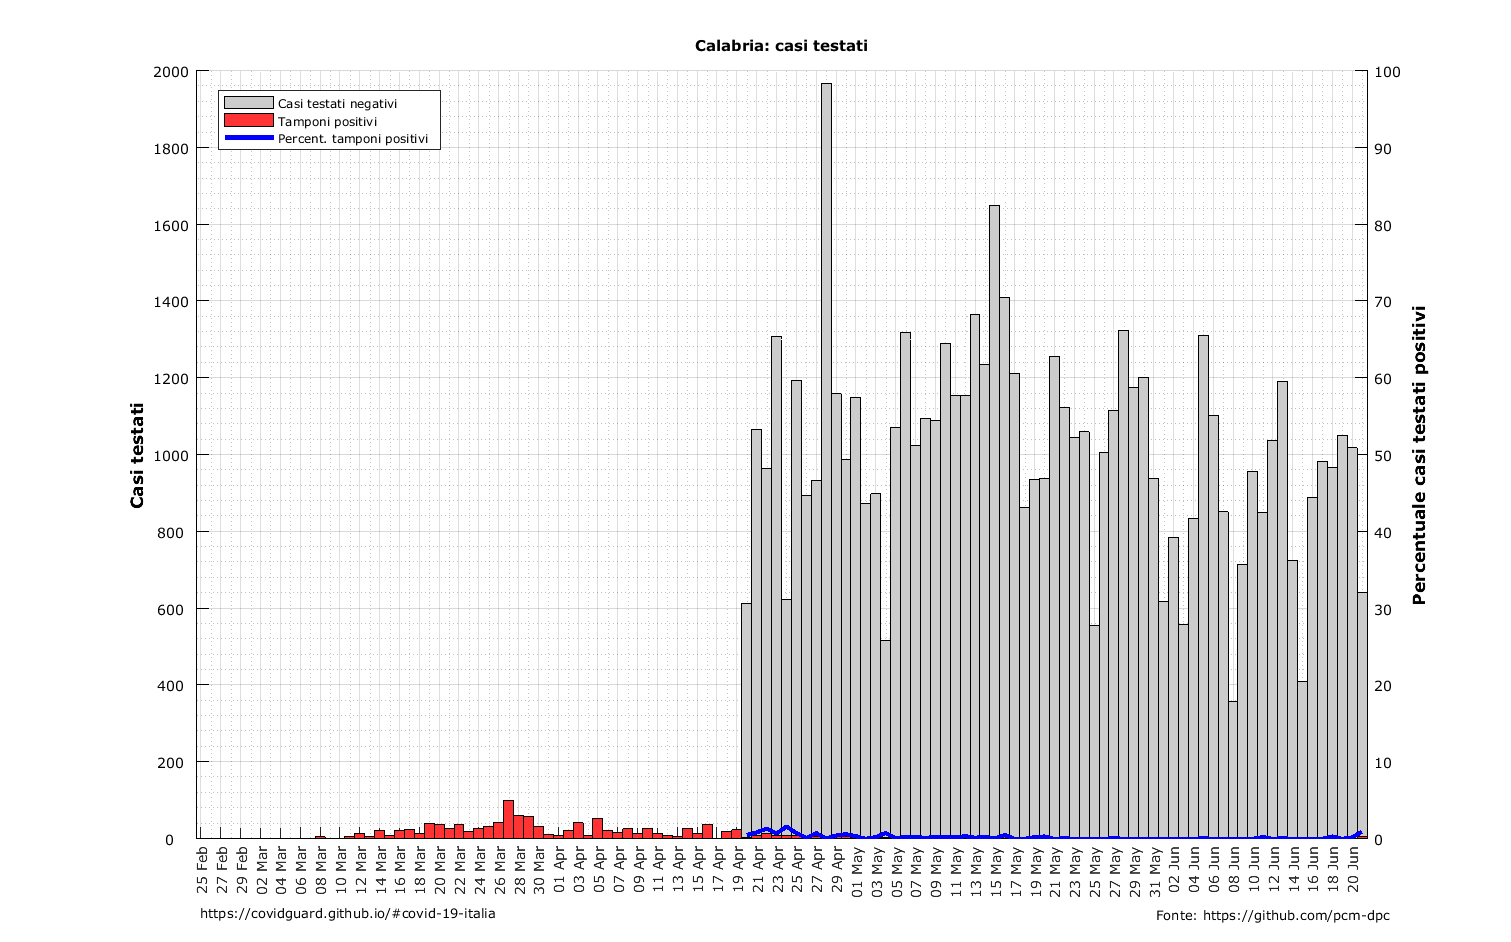 Calabria: casi testati
Casi testati negativi
Tamponi positivi
Percent. tamponi positivi
2000
1800
1600
1400
1200
1000
800
600
400
200
0
Casi testati
100
90
80
70
60
50
40
30
20
10
0
Percentuale casi testati positivi
25 Feb
27 Feb
29 Feb
02 Mar
04 Mar
06 Mar
08 Mar
10 Mar
12 Mar
14 Mar
16 Mar
18 Mar
20 Mar
22 Mar
24 Mar
26 Mar
28 Mar
30 Mar
01 Apr
03 Apr
05 Apr
07 Apr
09 Apr
11 Apr
13 Apr
15 Apr
17 Apr
19 Apr
21 Apr
23 Apr
25 Apr
27 Apr
29 Apr
01 May
03 May
05 May
07 May
09 May
11 May
13 May
15 May
17 May
19 May
21 May
23 May
25 May
27 May
29 May
31 May
02 Jun
04 Jun
06 Jun
08 Jun
10 Jun
12 Jun
14 Jun
16 Jun
18 Jun
20 Jun
https://covidguard.github.io/#covid-19-italia
Fonte: https://github.com/pcm-dpc